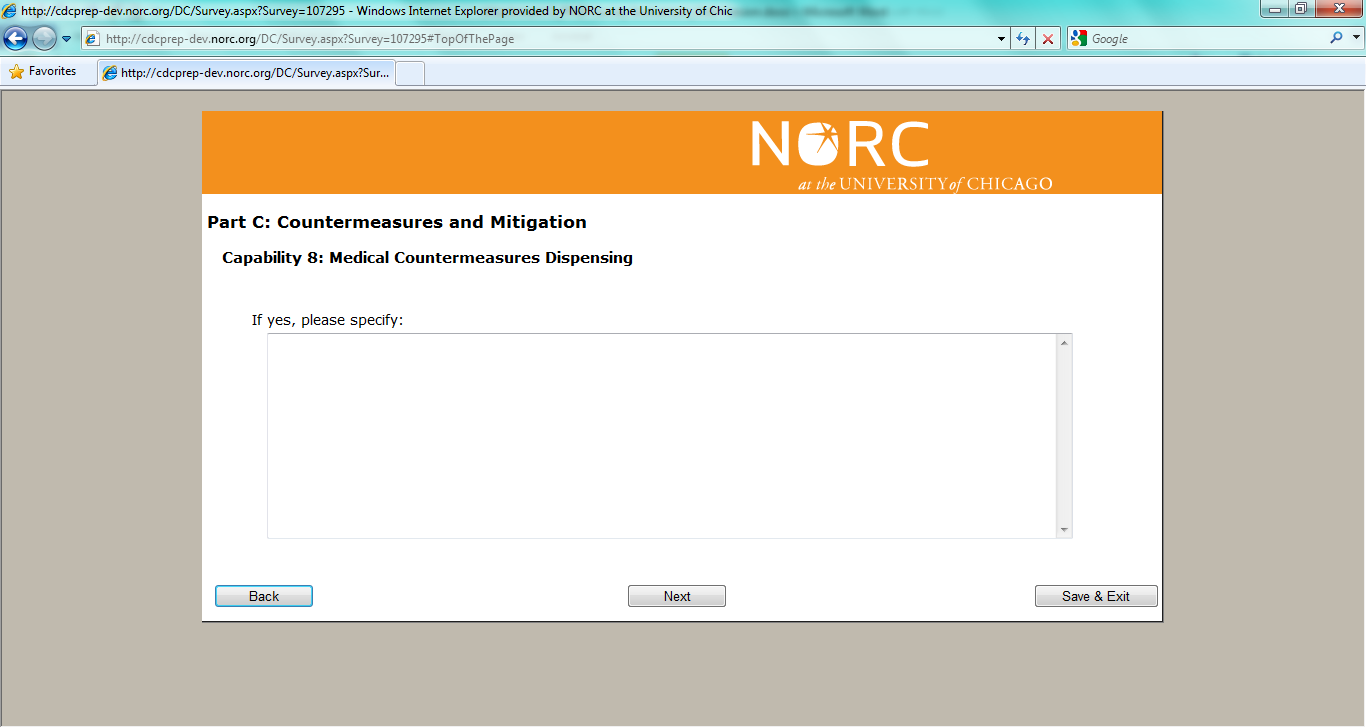 http://cdcprep-dev.norc.org/DC/Survey.aspx?Survey=107295 - Windows Internet Explorer provided by NORC at the University of Chic
http://cdcprep-dev.norc.org/DC/Survey.aspx?Survey=107295#TopOfThePage
Google
Favorites
http://cdcprep-dev.norc.org/DC/Survey.aspx?Sur...
NORC
at the UNIVERSITY of CHICAGO
Part C: Countermeasures and Mitigation
Capability 8: Medical Countermeasures Dispensing
If yes, please specify:
Back
Next
Save & Exit